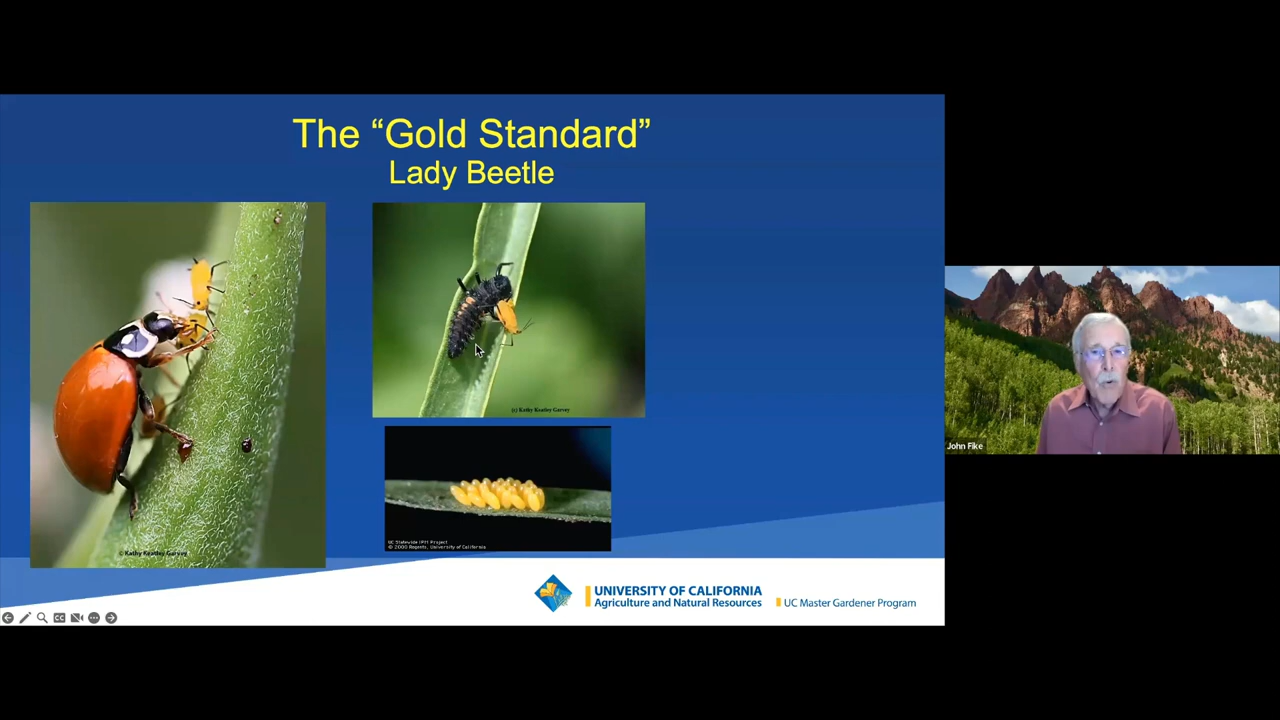 The “Gold Standard”
Lady Beetle
© Kathy Keatley Garvey
(c) Kathy Keatley Garvey
UC Statewide IPM Project
© 2000 Regents, University of California
UNIVERSITY OF CALIFORNIA
Agriculture and Natural Resources
UC Master Gardener Program
CC
John Fike